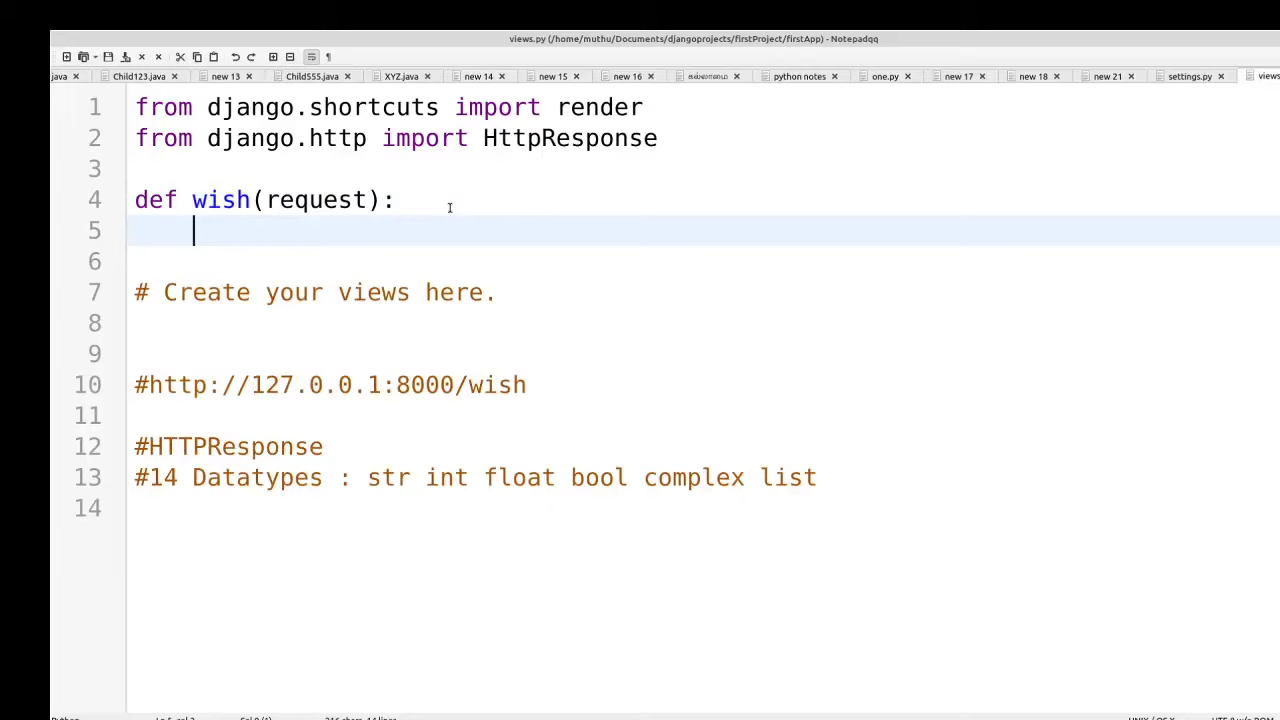 views.py (/home/muthu/Documents/djangoprojects/firstProject/firstApp) - Notepadqq
java Child123.java new 13 Child555.java XYZ.java new 14 new 15 new 16 python notes one.py new 17 new 18 new 21 settings.py views
1 from django.shortcuts import render
2 from django.http import HttpResponse
3
4 def wish(request):
5
6
7 # Create your views here.
8
9
10 #http://127.0.0.1:8000/wish
11
12 #HTTPResponse
13 #14 Datatypes : str int float bool complex list
14